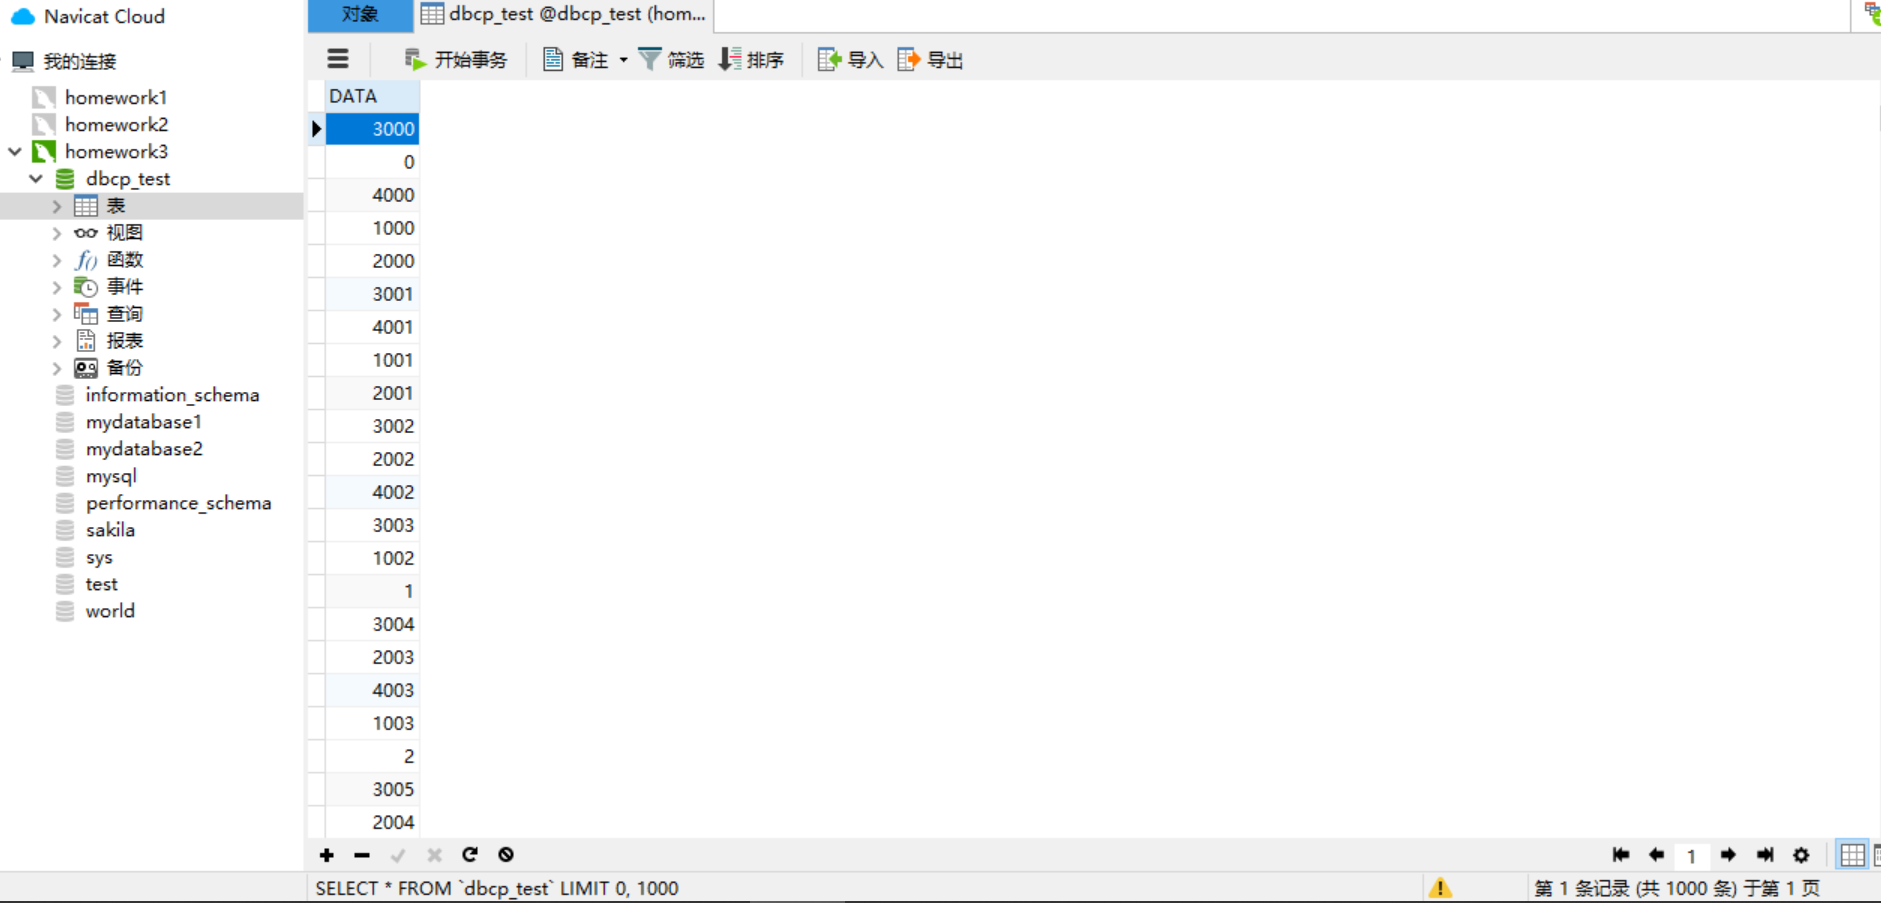 Navicat Cloud
我的连接
homework1
homework2
homework3
dbcp_test
表
视图
f()
函数
事件
查询
报表
备份
information_schema
mydatabase1
mydatabase2
mysql
performance_schema
sakila
sys
test
world
对象
dbcp_test @dbcp_test (hom...
开始事务 备注 筛选 排序 导入 导出
DATA
3000
0
4000
1000
2000
3001
4001
1001
2001
3002
2002
4002
3003
1002
1
3004
2003
4003
1003
2
3005
2004
1
SELECT * FROM `dbcp_test` LIMIT 0, 1000
第 1 条记录 (共 1000 条) 于第 1 页